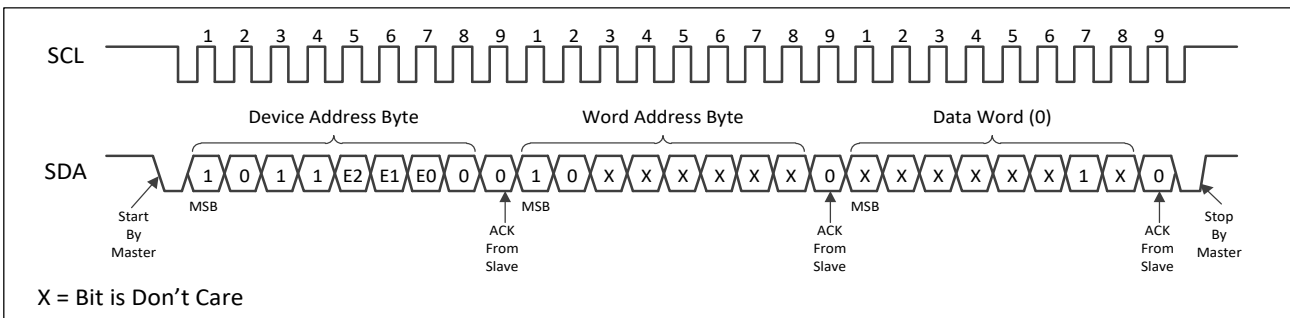 1 2 3 4 5 6 7 8 9 1 2 3 4 5 6 7 8 9 1 2 3 4 5 6 7 8 9
SCL
Device Address Byte Word Address Byte Data Word (0)
SDA 1 0 1 1 E2 E1 E0 0 0 1 0 X X X X X X 0 X X X X X X 1 X 0
MSB MSB MSB
Start
By
Master
ACK
From
Slave
ACK
From
Slave
ACK
From
Slave
Stop
By
Master
X = Bit is Don't Care